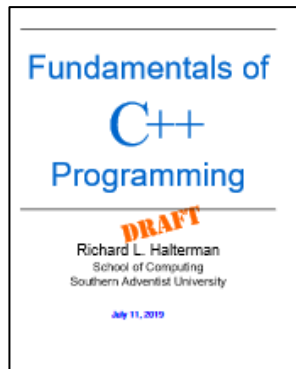 Fundamentals of
C++
Programming
DRAFT
Richard L. Halterman
School of Computing
Southern Adventist University
July 11, 2019